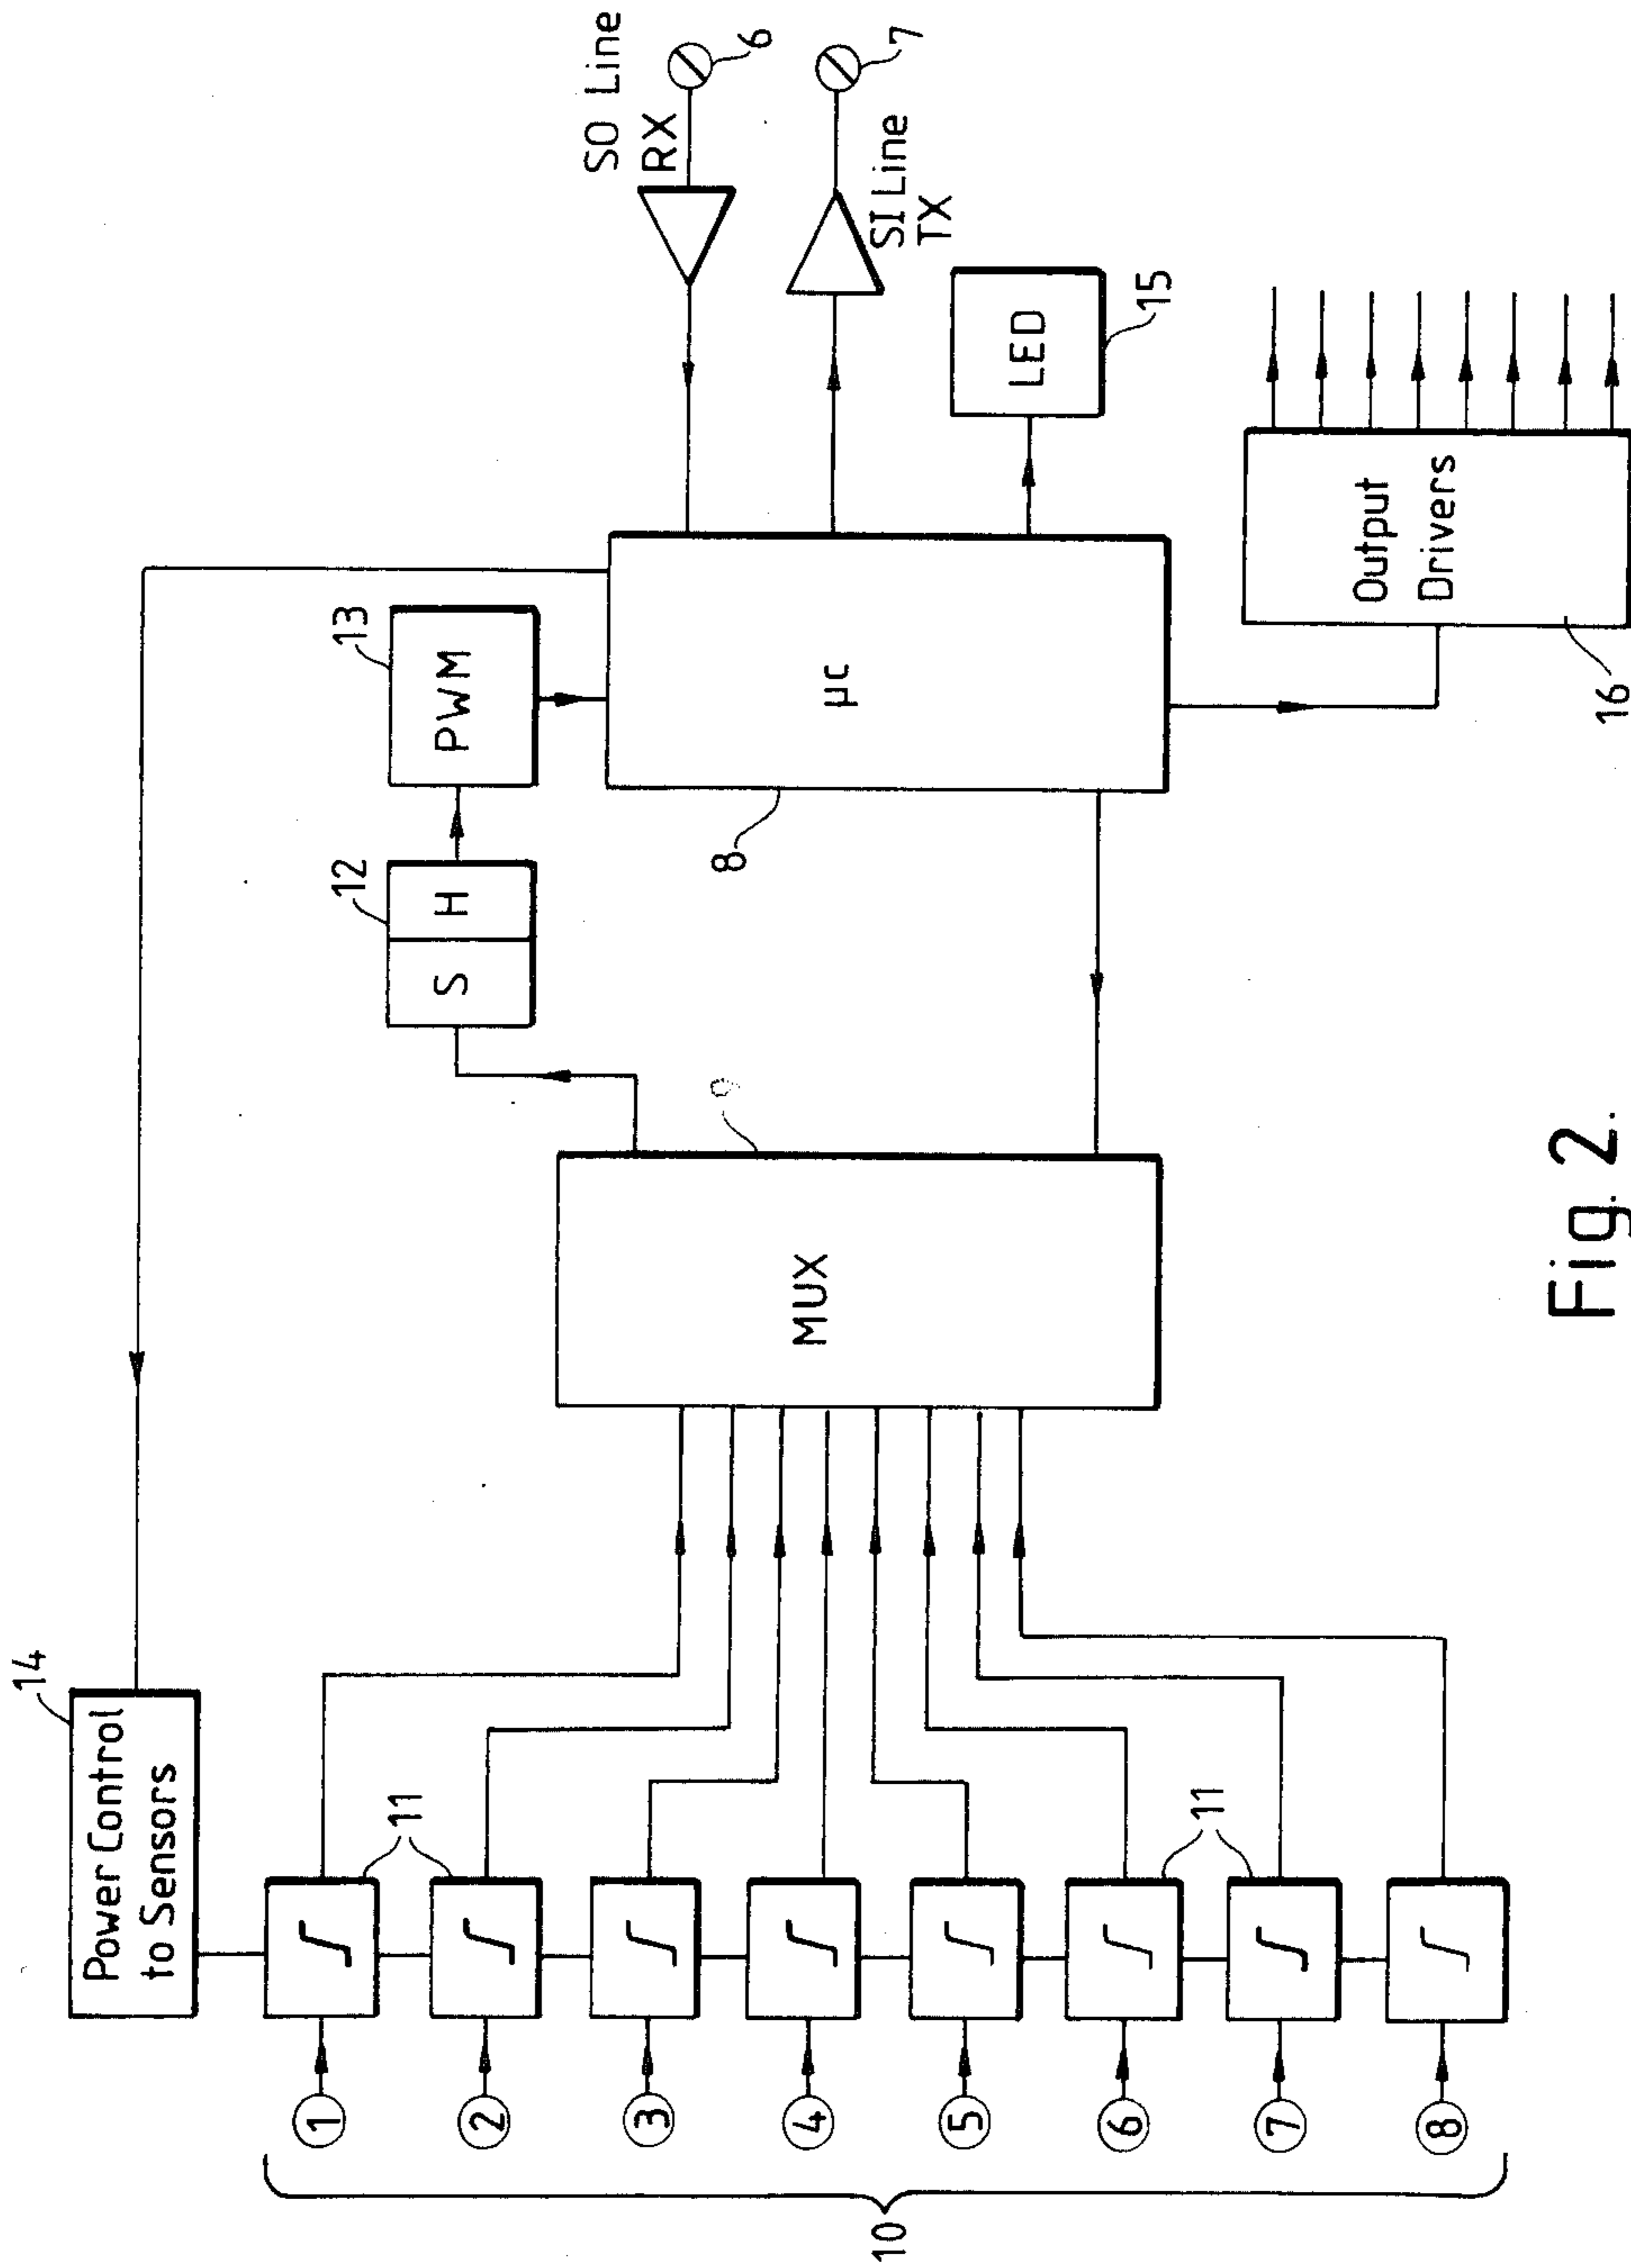 14
Power Control
to Sensors
SO Line
RX
6
7
SI Line
TX
12
S H
13
PWM
11
MUX
8
µc
LED
15
11
Output
Drivers
16
10
1
2
3
4
5
6
7
8
Fig. 2.